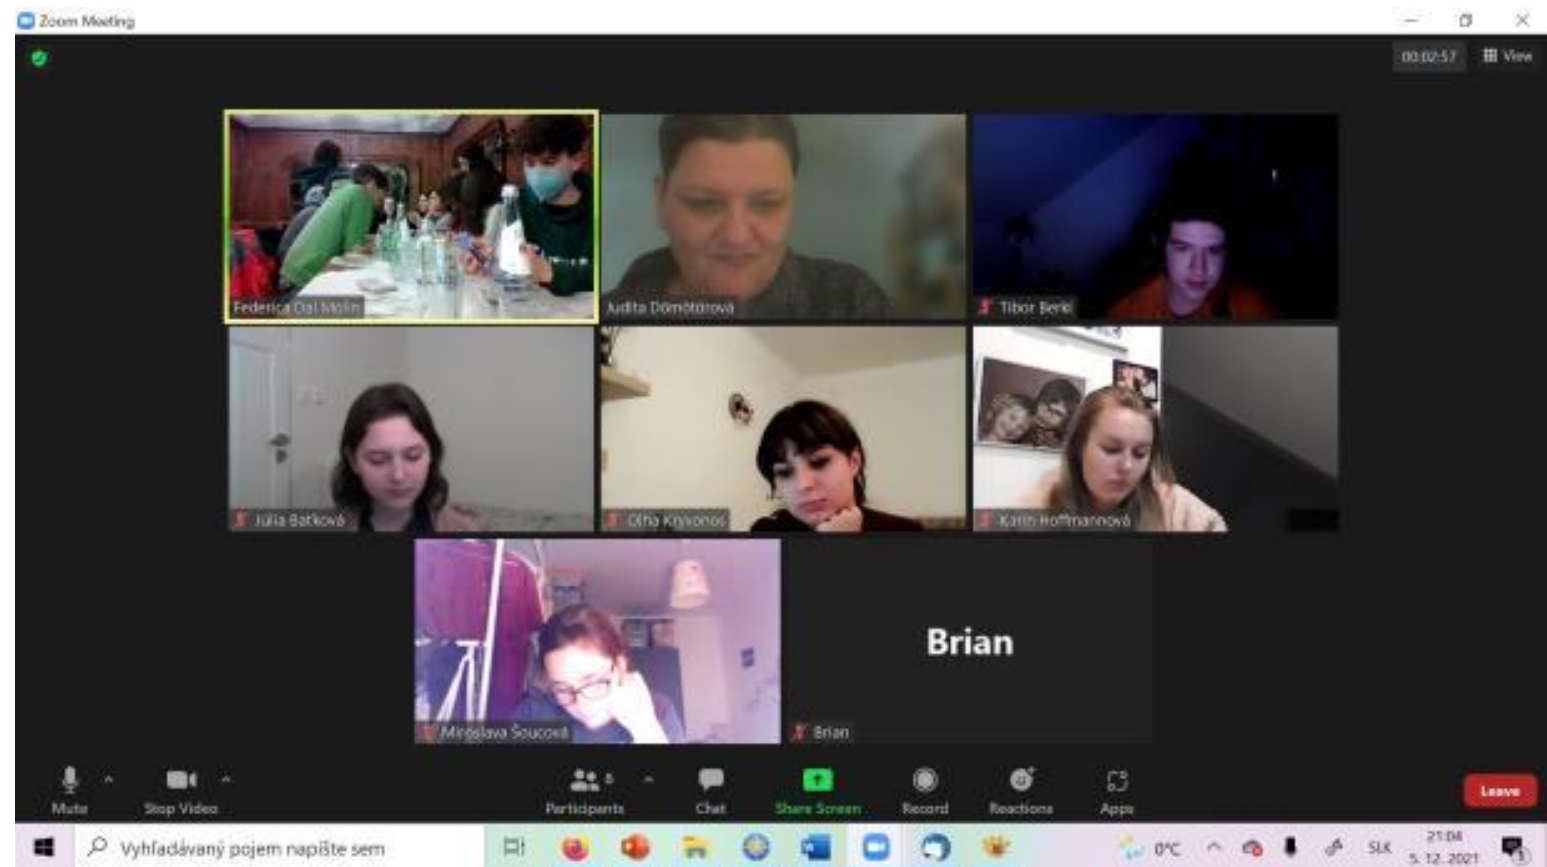 Zoom Meeting
00:02:57 View
Federica Dal Molin
Judita Dömötörová
Tibor Berki
Júlia Baťková
Olha Kryvonos
Karin Hoffmannová
Miroslava Šoucová
Brian
Brian
Mute
Stop Video
Participants 8
Chat
Share Screen
Record
Reactions
Apps
Leave
Vyhľadávaný pojem napíšte sem
0°C
SLK
21:04
5. 12. 2021